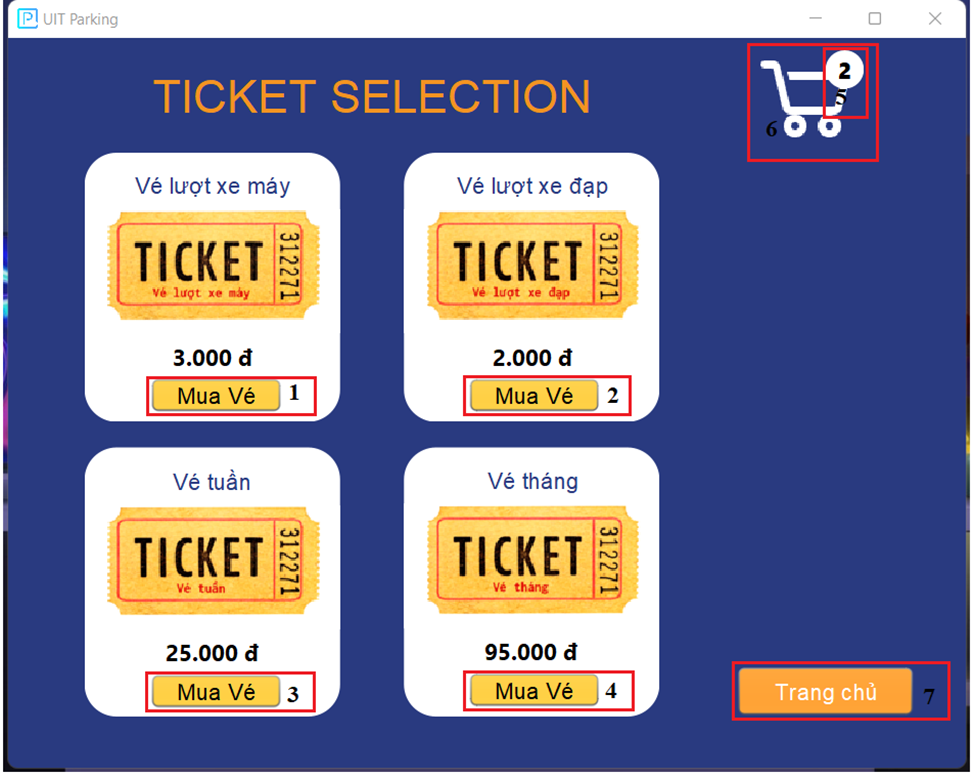 UIT Parking
TICKET SELECTION
2
5
6
Vé lượt xe máy
TICKET
312271
Vé lượt xe máy
3.000 đ
Mua Vé 1
Vé lượt xe đạp
TICKET
312271
Vé lượt xe đạp
2.000 đ
Mua Vé 2
Vé tuần
TICKET
312271
Vé tuần
25.000 đ
Mua Vé 3
Vé tháng
TICKET
312271
Vé tháng
95.000 đ
Mua Vé 4
Trang chủ 7